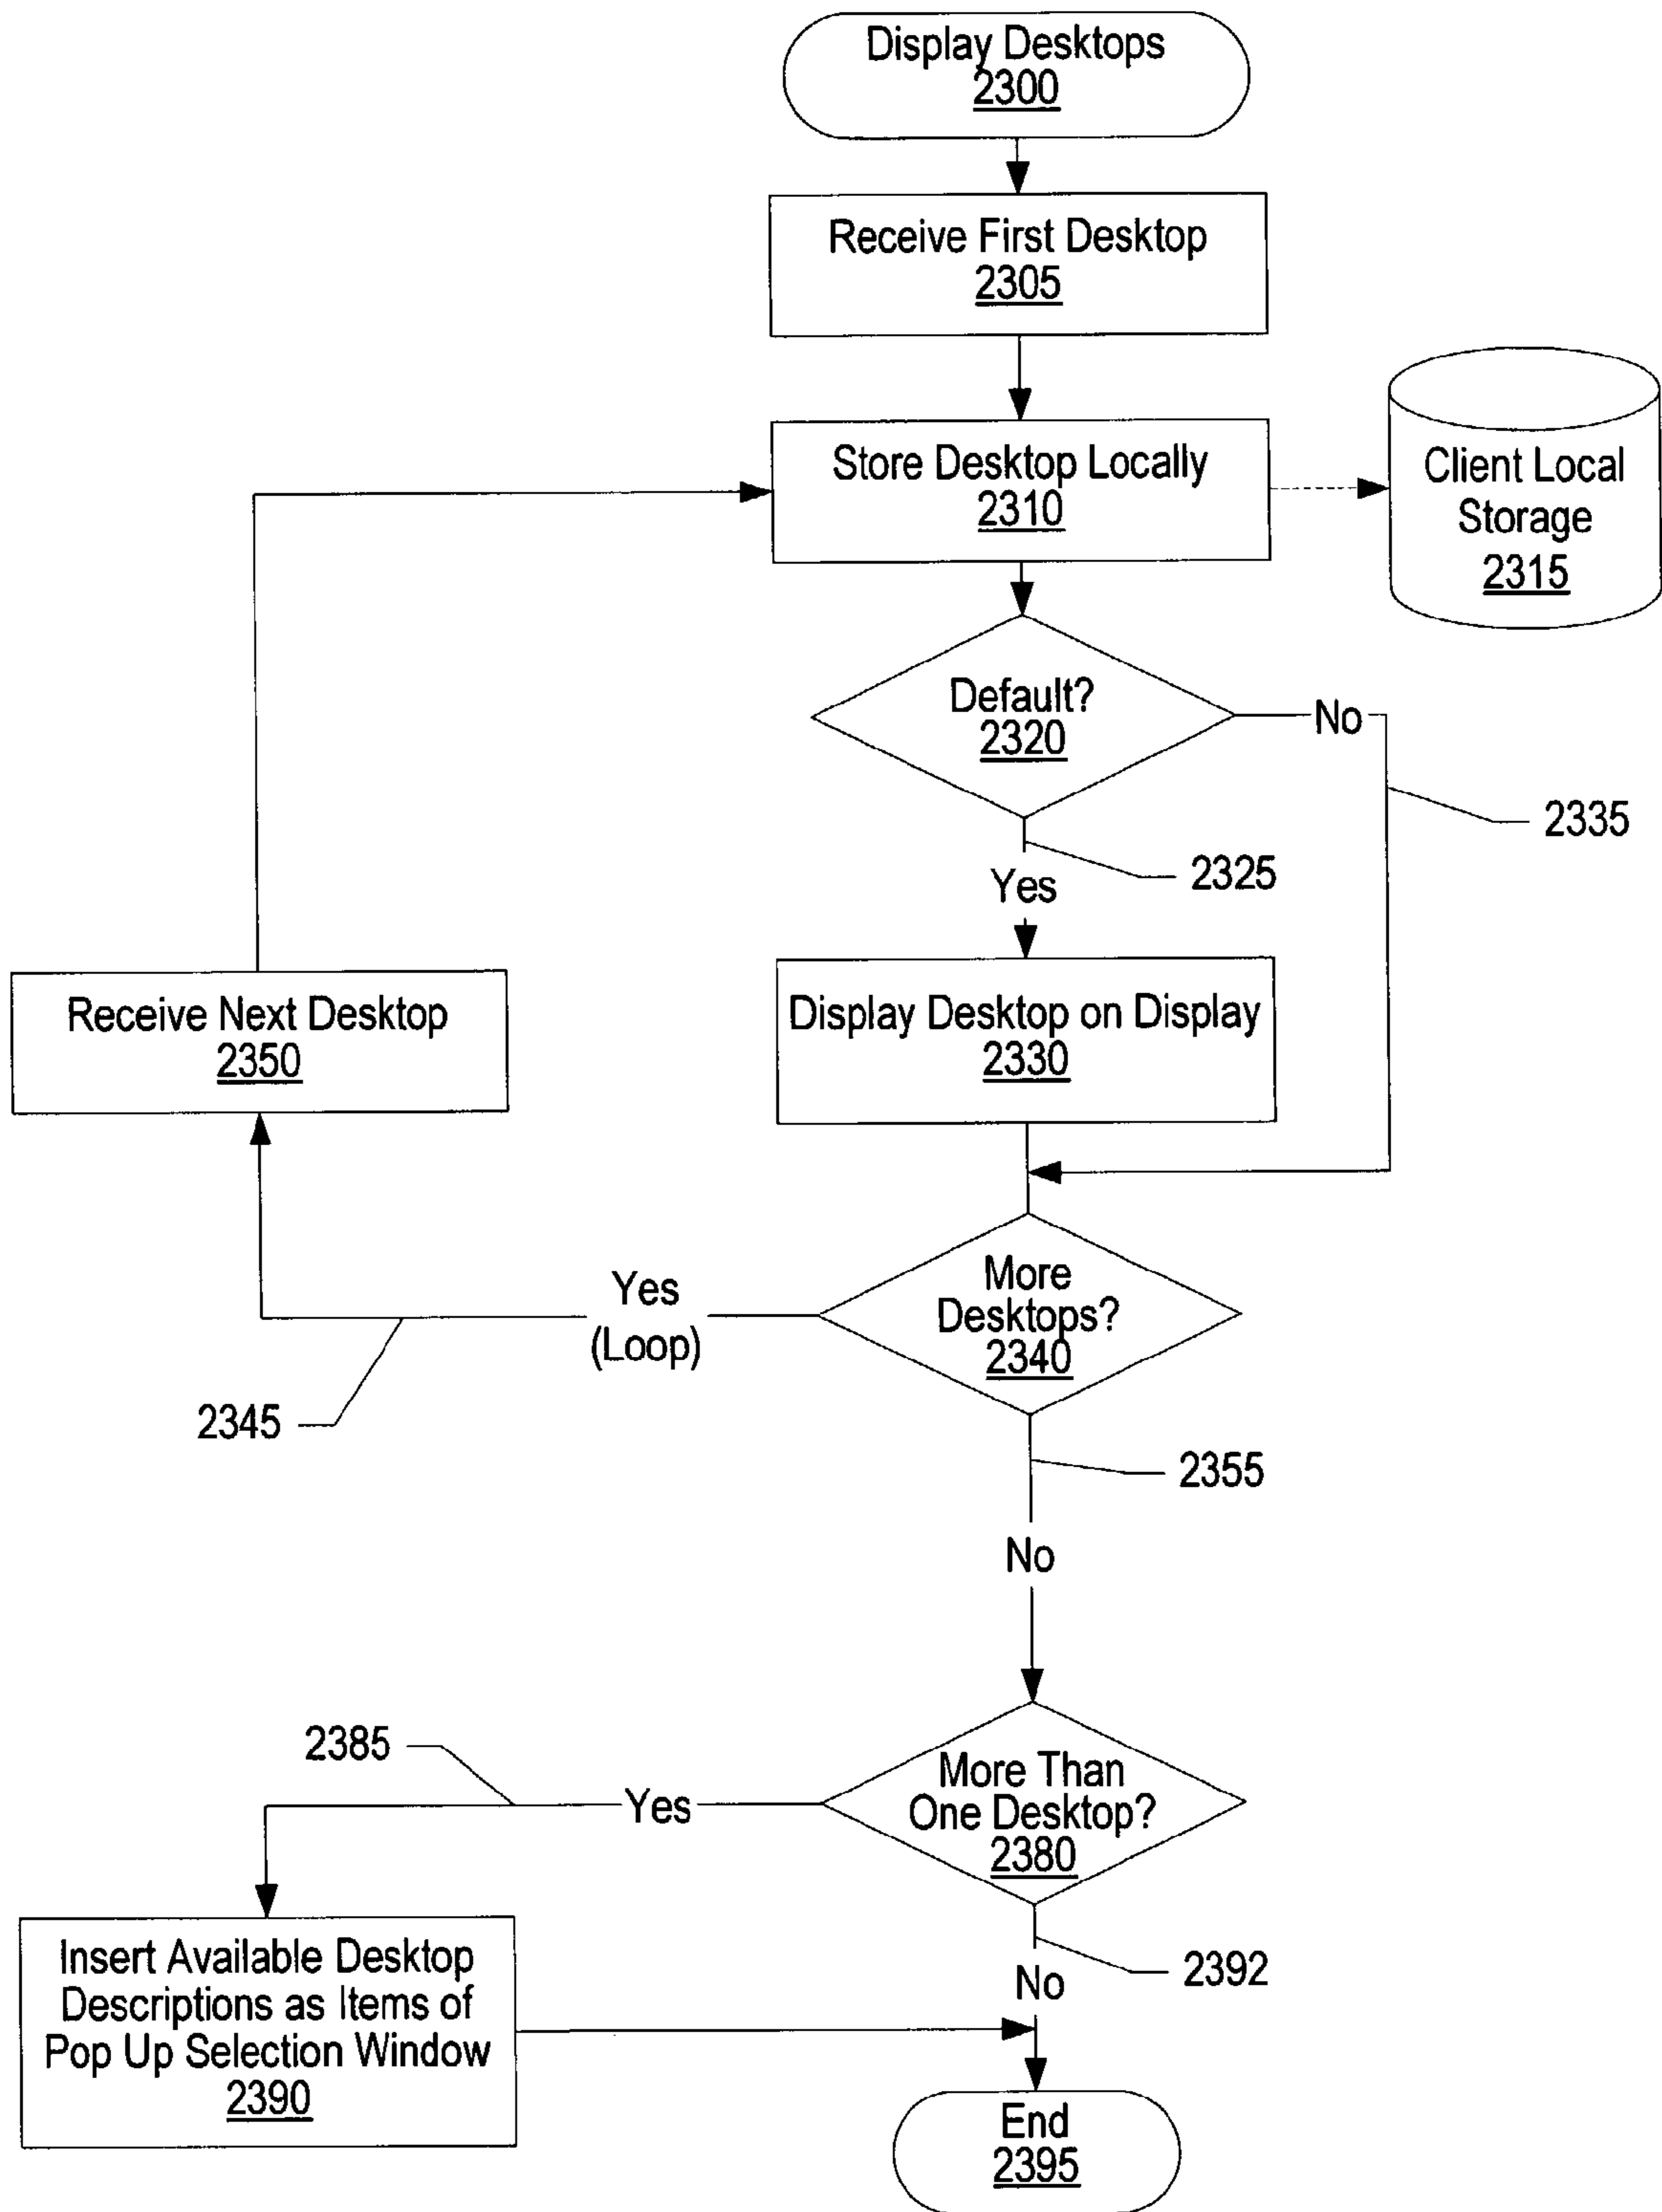 Display Desktops
2300
Receive First Desktop
2305
Store Desktop Locally
2310
Client Local
Storage
2315
Default?
2320
No
2335
2325
Yes
Receive Next Desktop
2350
Display Desktop on Display
2330
More
Desktops?
2340
Yes
(Loop)
2345
2355
No
2385
More Than
One Desktop?
2380
Yes
2392
No
Insert Available Desktop
Descriptions as Items of
Pop Up Selection Window
2390
End
2395